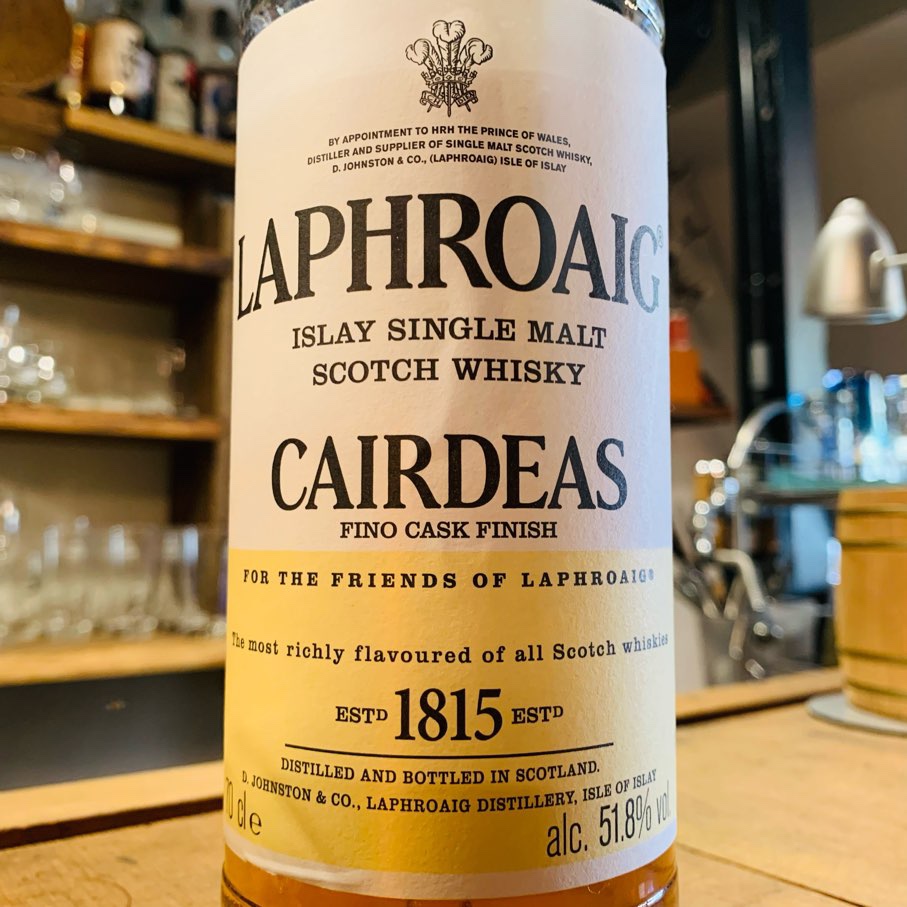 BY APPOINTMENT TO HRH THE PRINCE OF WALES,
DISTILLER AND SUPPLIER OF SINGLE MALT SCOTCH WHISKY,
D. JOHNSTON & CO., (LAPHROAIG) ISLE OF ISLAY
LAPHROAIG®
ISLAY SINGLE MALT
SCOTCH WHISKY
CAIRDEAS
FINO CASK FINISH
FOR THE FRIENDS OF LAPHROAIG®
The most richly flavoured of all Scotch whiskies
ESTD 1815 ESTD
DISTILLED AND BOTTLED IN SCOTLAND.
D. JOHNSTON & CO., LAPHROAIG DISTILLERY, ISLE OF ISLAY
70 cl e
alc. 51.8% vol